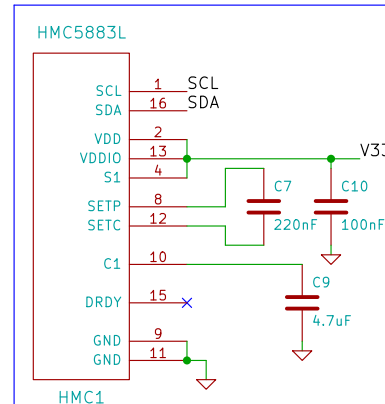 HMC5883L
SCL 1 SCL
SDA 16 SDA
VDD 2
VDDIO 13 V33
S1 4
SETP 8 C7 C10
SETC 12 220nF 100nF
C1 10
C9
DRDY 15
4.7uF
GND 9
GND 11
HMC1